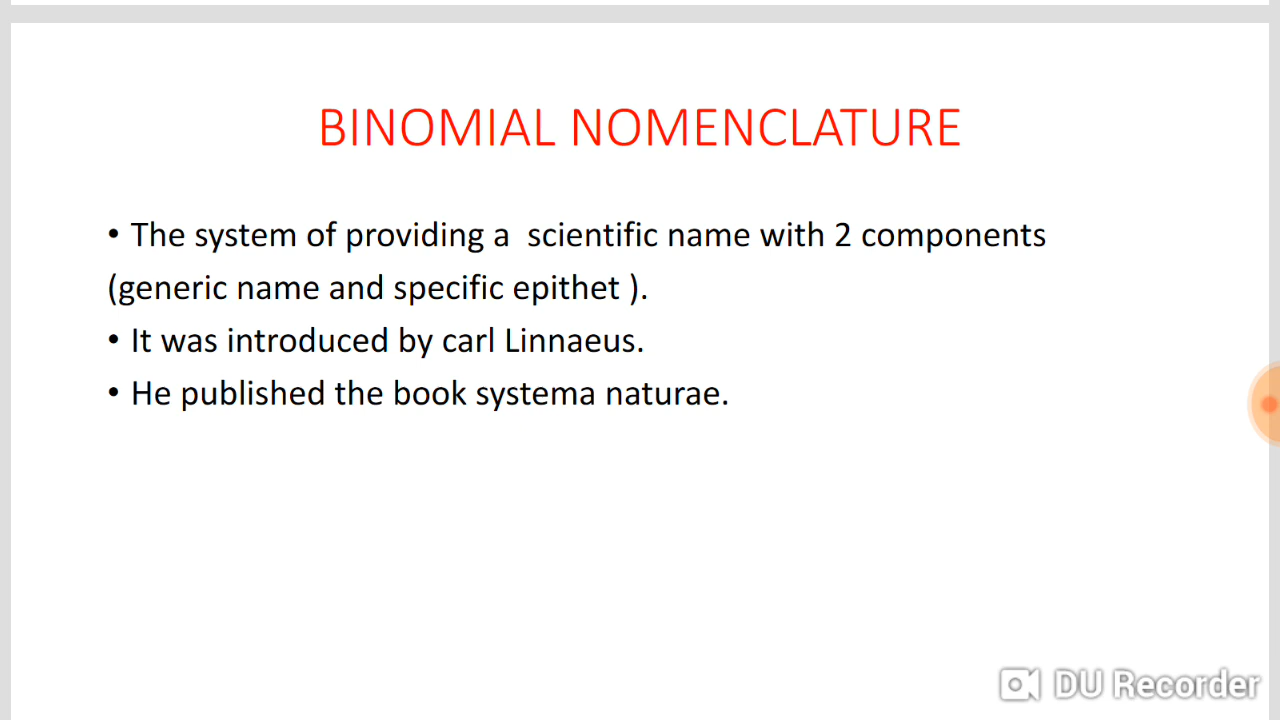 BINOMIAL NOMENCLATURE
• The system of providing a scientific name with 2 components
(generic name and specific epithet ).
• It was introduced by carl Linnaeus.
• He published the book systema naturae.
DU Recorder